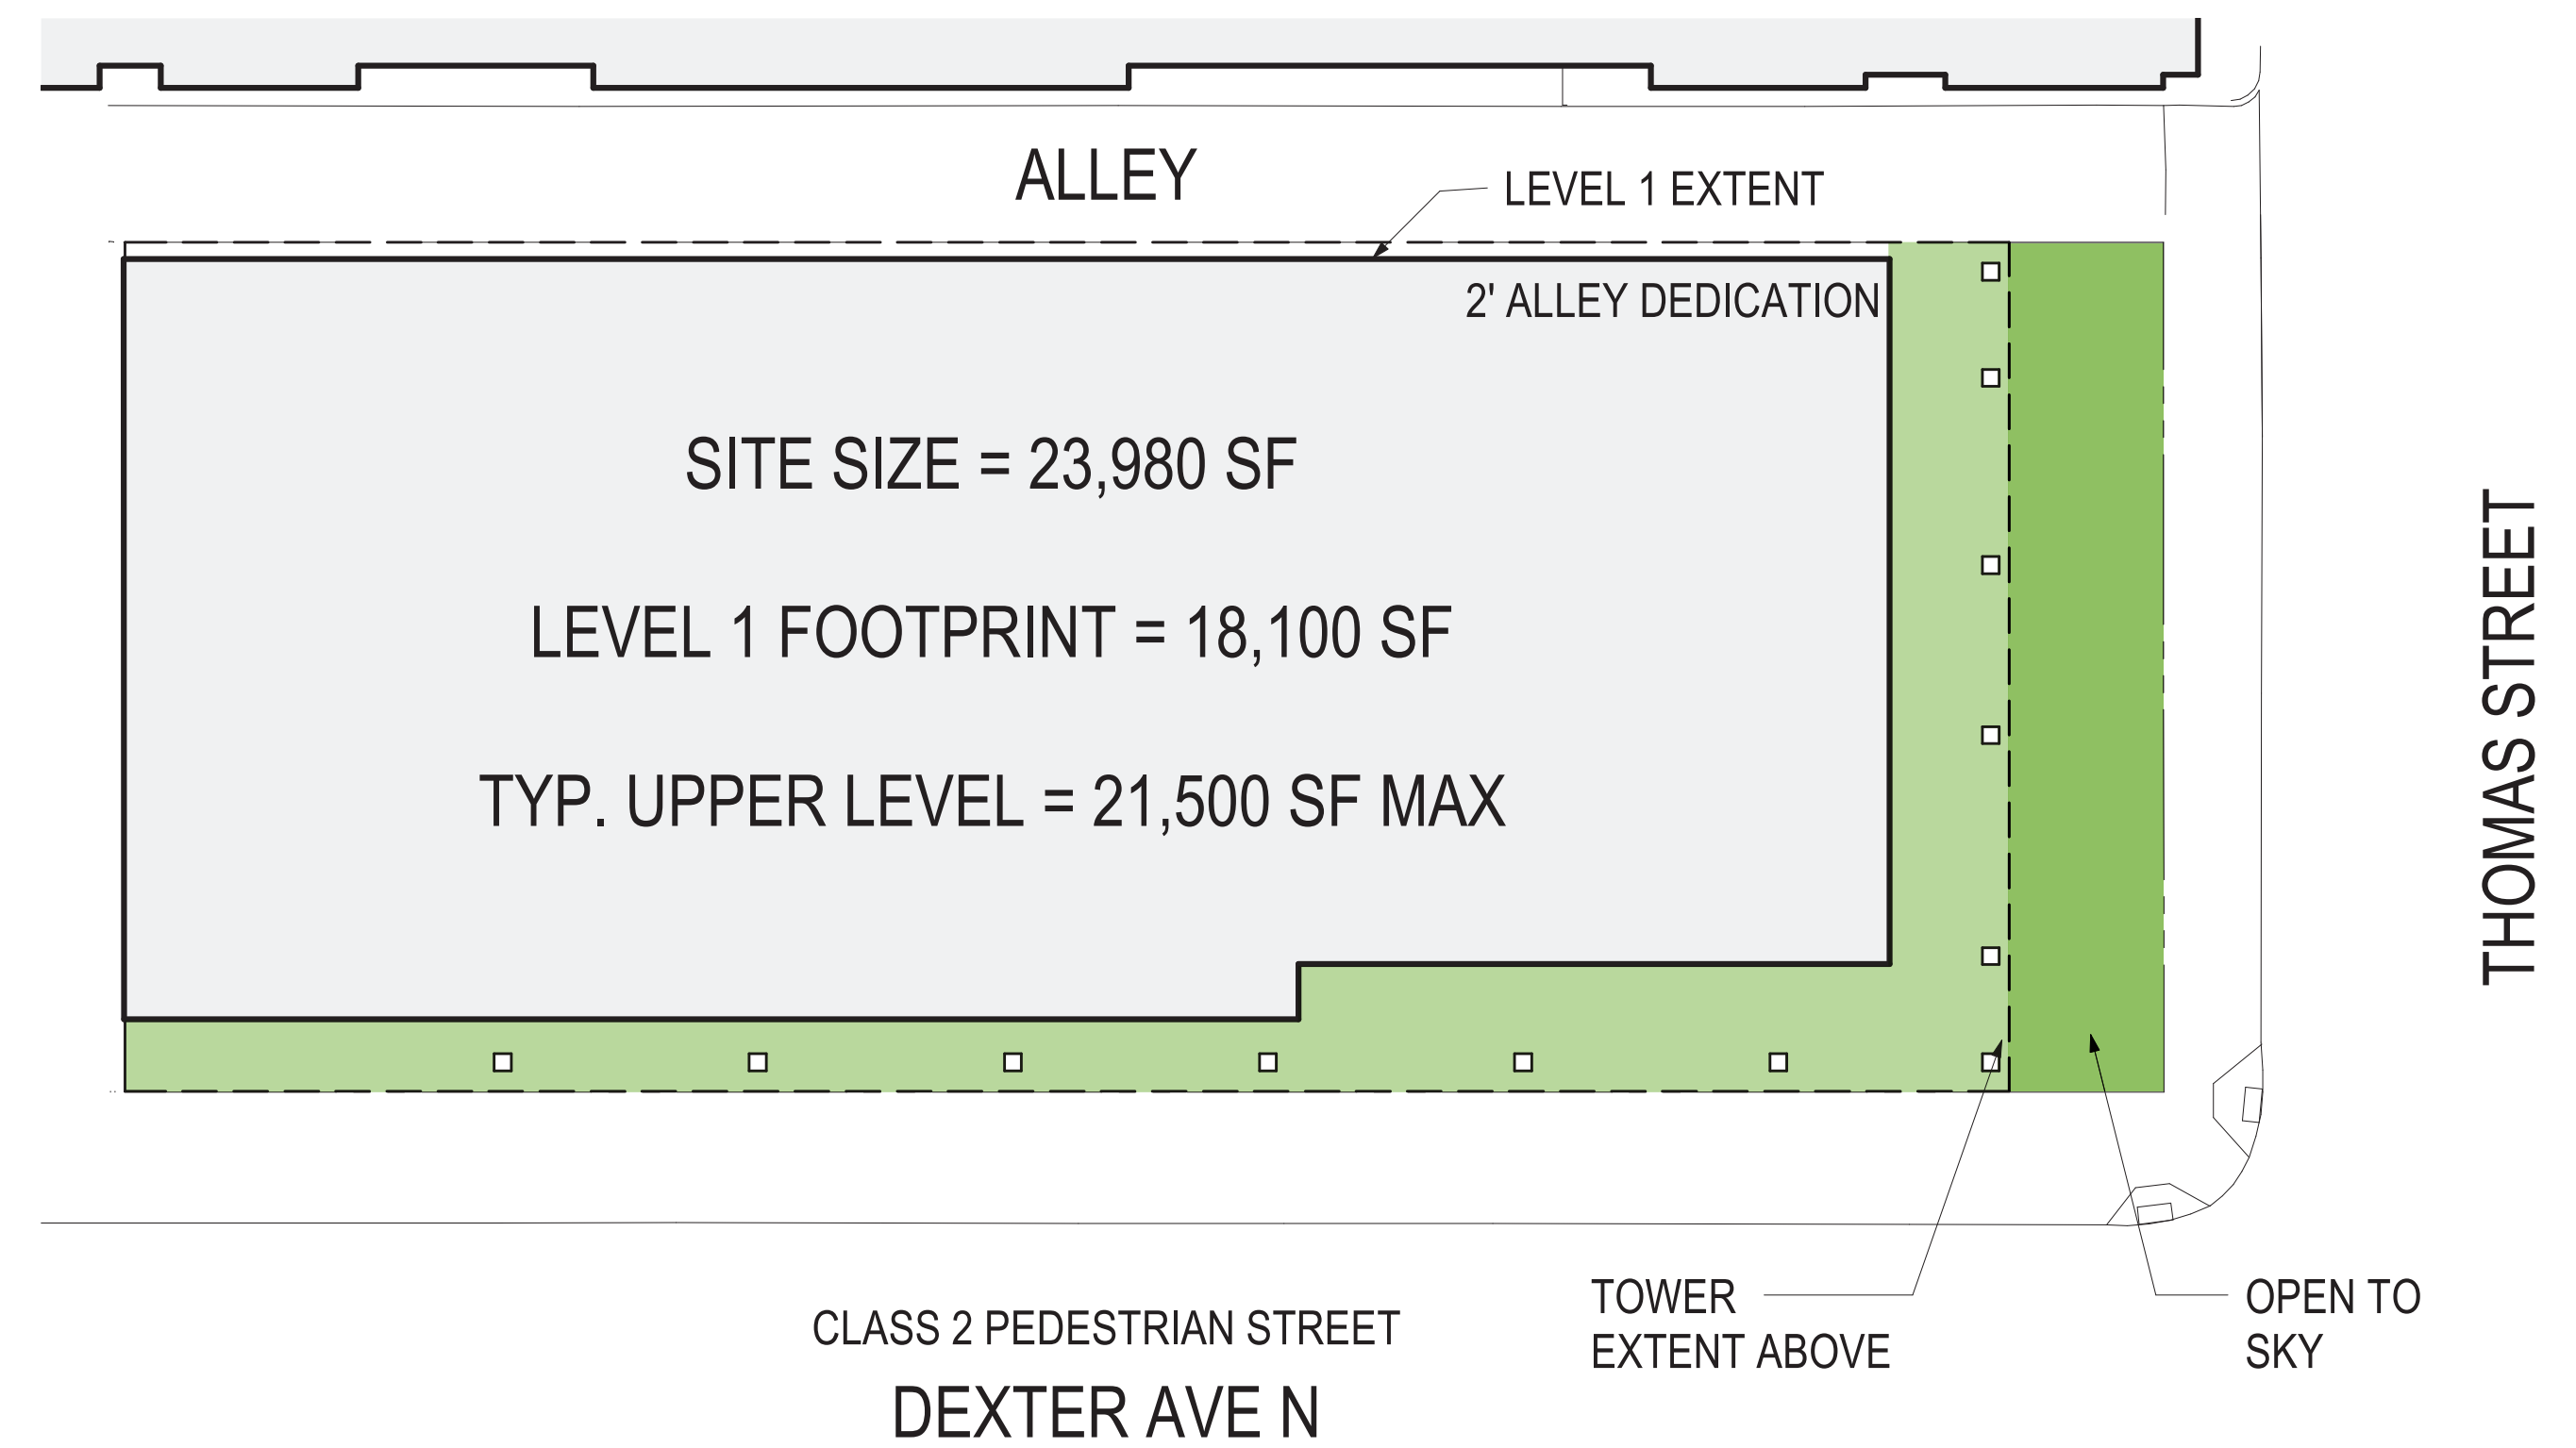 ALLEY
LEVEL 1 EXTENT
2' ALLEY DEDICATION
SITE SIZE = 23,980 SF
LEVEL 1 FOOTPRINT = 18,100 SF
TYP. UPPER LEVEL = 21,500 SF MAX
THOMAS STREET
TOWER
EXTENT ABOVE
OPEN TO
SKY
CLASS 2 PEDESTRIAN STREET
DEXTER AVE N